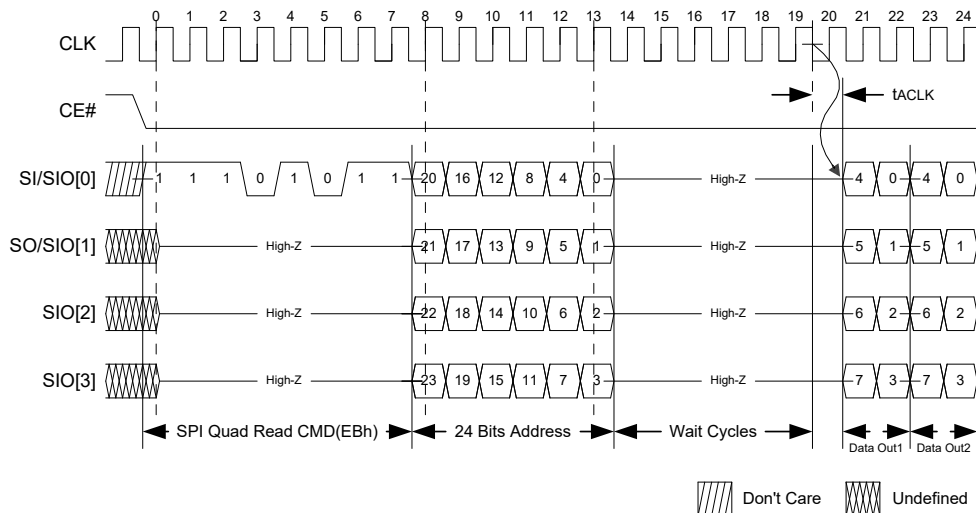 0 1 2 3 4 5 6 7 8 9 10 11 12 13 14 15 16 17 18 19 20 21 22 23 24
CLK
tACLK
CE#
SI/SIO[0] 1 1 1 0 1 0 1 1 20 16 12 8 4 0 High-Z 4 0 4 0
SO/SIO[1] High-Z 21 17 13 9 5 1 High-Z 5 1 5 1
SIO[2] High-Z 22 18 14 10 6 2 High-Z 6 2 6 2
SIO[3] High-Z 23 19 15 11 7 3 High-Z 7 3 7 3
SPI Quad Read CMD(EBh) 24 Bits Address Wait Cycles Data Out1 Data Out2
Don't Care Undefined